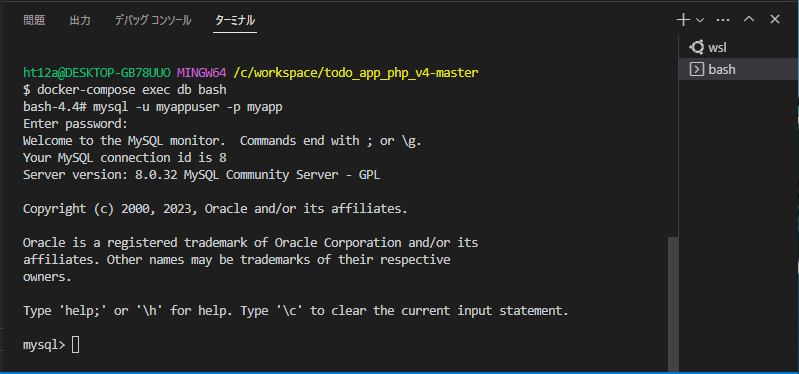 問題 出力 デバッグ コンソール ターミナル
wsl
bash
ht12a@DESKTOP-GB78UUO MINGW64 /c/workspace/todo_app_php_v4-master
$ docker-compose exec db bash
bash-4.4# mysql -u myappuser -p myapp
Enter password:
Welcome to the MySQL monitor.  Commands end with ; or \g.
Your MySQL connection id is 8
Server version: 8.0.32 MySQL Community Server - GPL
Copyright (c) 2000, 2023, Oracle and/or its affiliates.
Oracle is a registered trademark of Oracle Corporation and/or its
affiliates. Other names may be trademarks of their respective
owners.
Type 'help;' or '\h' for help. Type '\c' to clear the current input statement.
mysql>